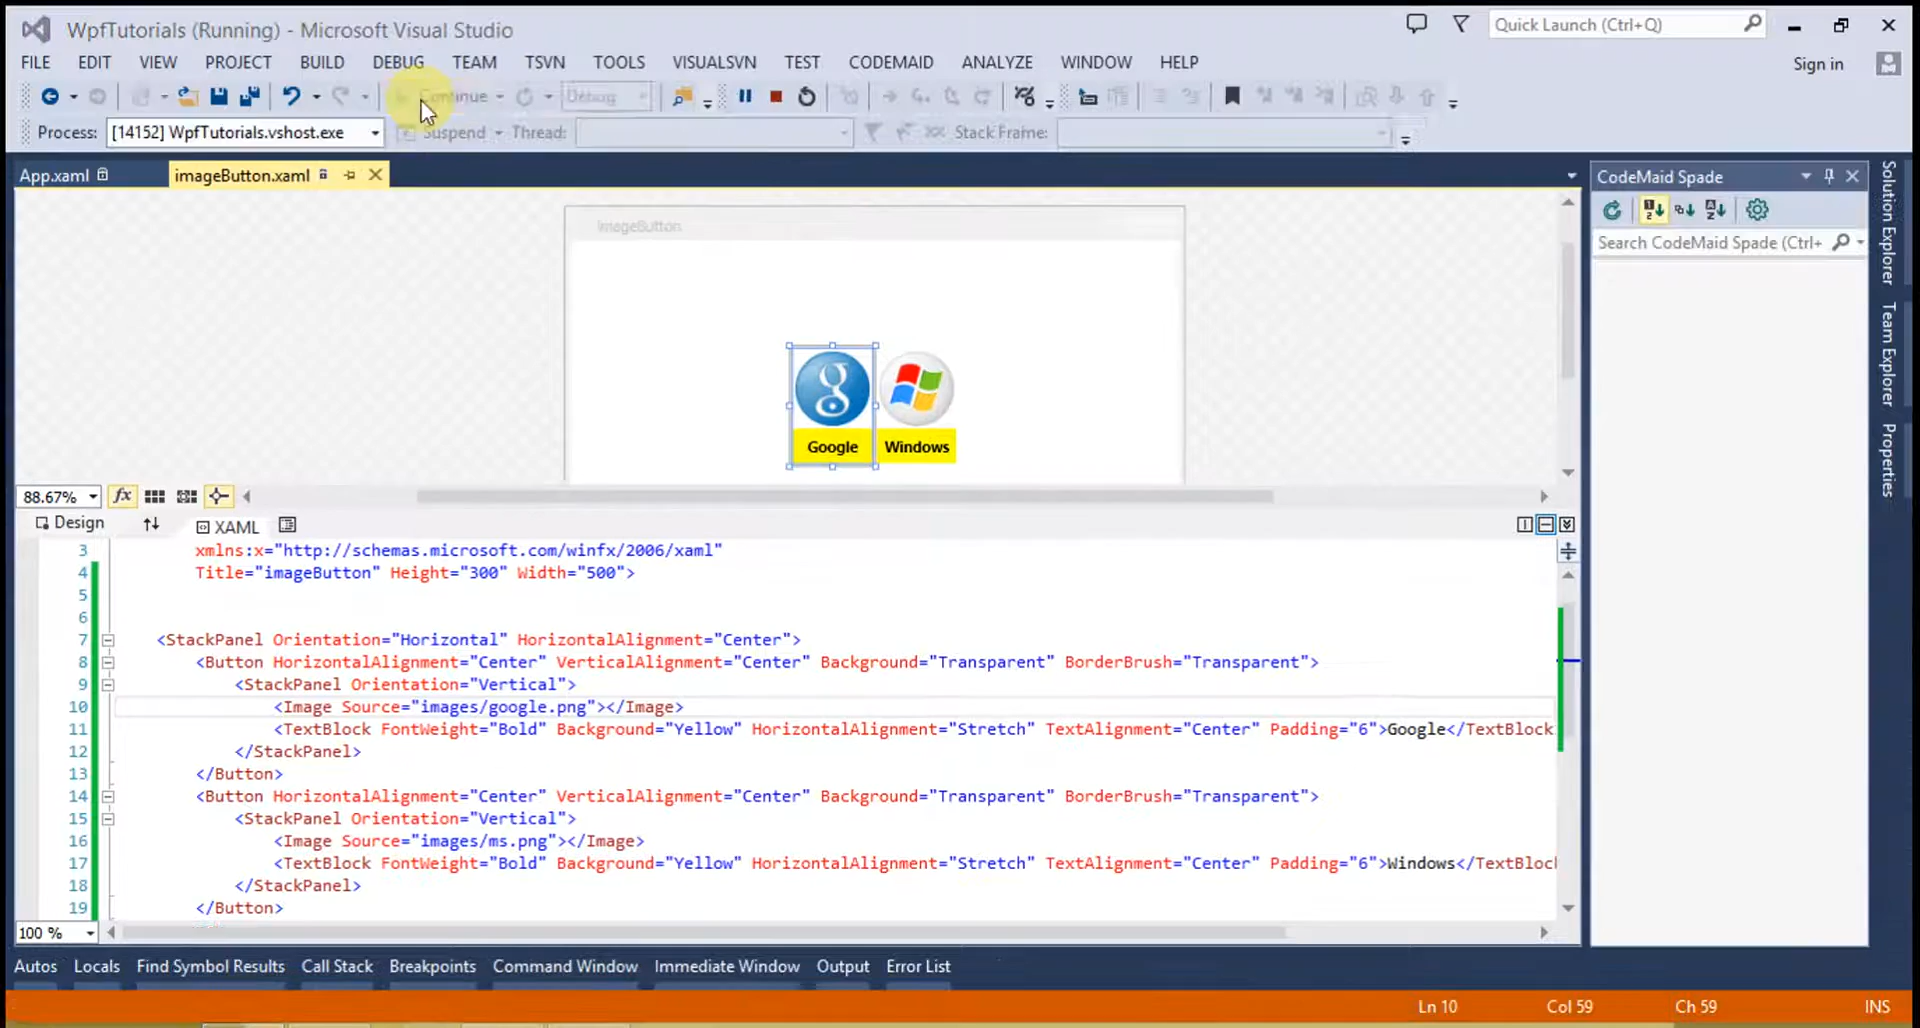 WpfTutorials (Running) - Microsoft Visual Studio
Quick Launch (Ctrl+Q)
FILE EDIT VIEW PROJECT BUILD DEBUG TEAM TSVN TOOLS VISUALSVN TEST CODEMAID ANALYZE WINDOW HELP
Sign in
Continue Debug
Process: [14152] WpfTutorials.vshost.exe Suspend Thread: Stack Frame:
App.xaml imageButton.xaml
CodeMaid Spade
Search CodeMaid Spade (Ctrl+
Solution Explorer
Team Explorer
Properties
ImageButton
Google Windows
88.67% fx
Design XAML
3 xmlns:x="http://schemas.microsoft.com/winfx/2006/xaml"
4 Title="imageButton" Height="300" Width="500">
5
6
7 <StackPanel Orientation="Horizontal" HorizontalAlignment="Center">
8 <Button HorizontalAlignment="Center" VerticalAlignment="Center" Background="Transparent" BorderBrush="Transparent">
9 <StackPanel Orientation="Vertical">
10 <Image Source="images/google.png"></Image>
11 <TextBlock FontWeight="Bold" Background="Yellow" HorizontalAlignment="Stretch" TextAlignment="Center" Padding="6">Google</TextBlock
12 </StackPanel>
13 </Button>
14 <Button HorizontalAlignment="Center" VerticalAlignment="Center" Background="Transparent" BorderBrush="Transparent">
15 <StackPanel Orientation="Vertical">
16 <Image Source="images/ms.png"></Image>
17 <TextBlock FontWeight="Bold" Background="Yellow" HorizontalAlignment="Stretch" TextAlignment="Center" Padding="6">Windows</TextBloc
18 </StackPanel>
19 </Button>
100 %
Autos Locals Find Symbol Results Call Stack Breakpoints Command Window Immediate Window Output Error List
Ln 10 Col 59 Ch 59 INS